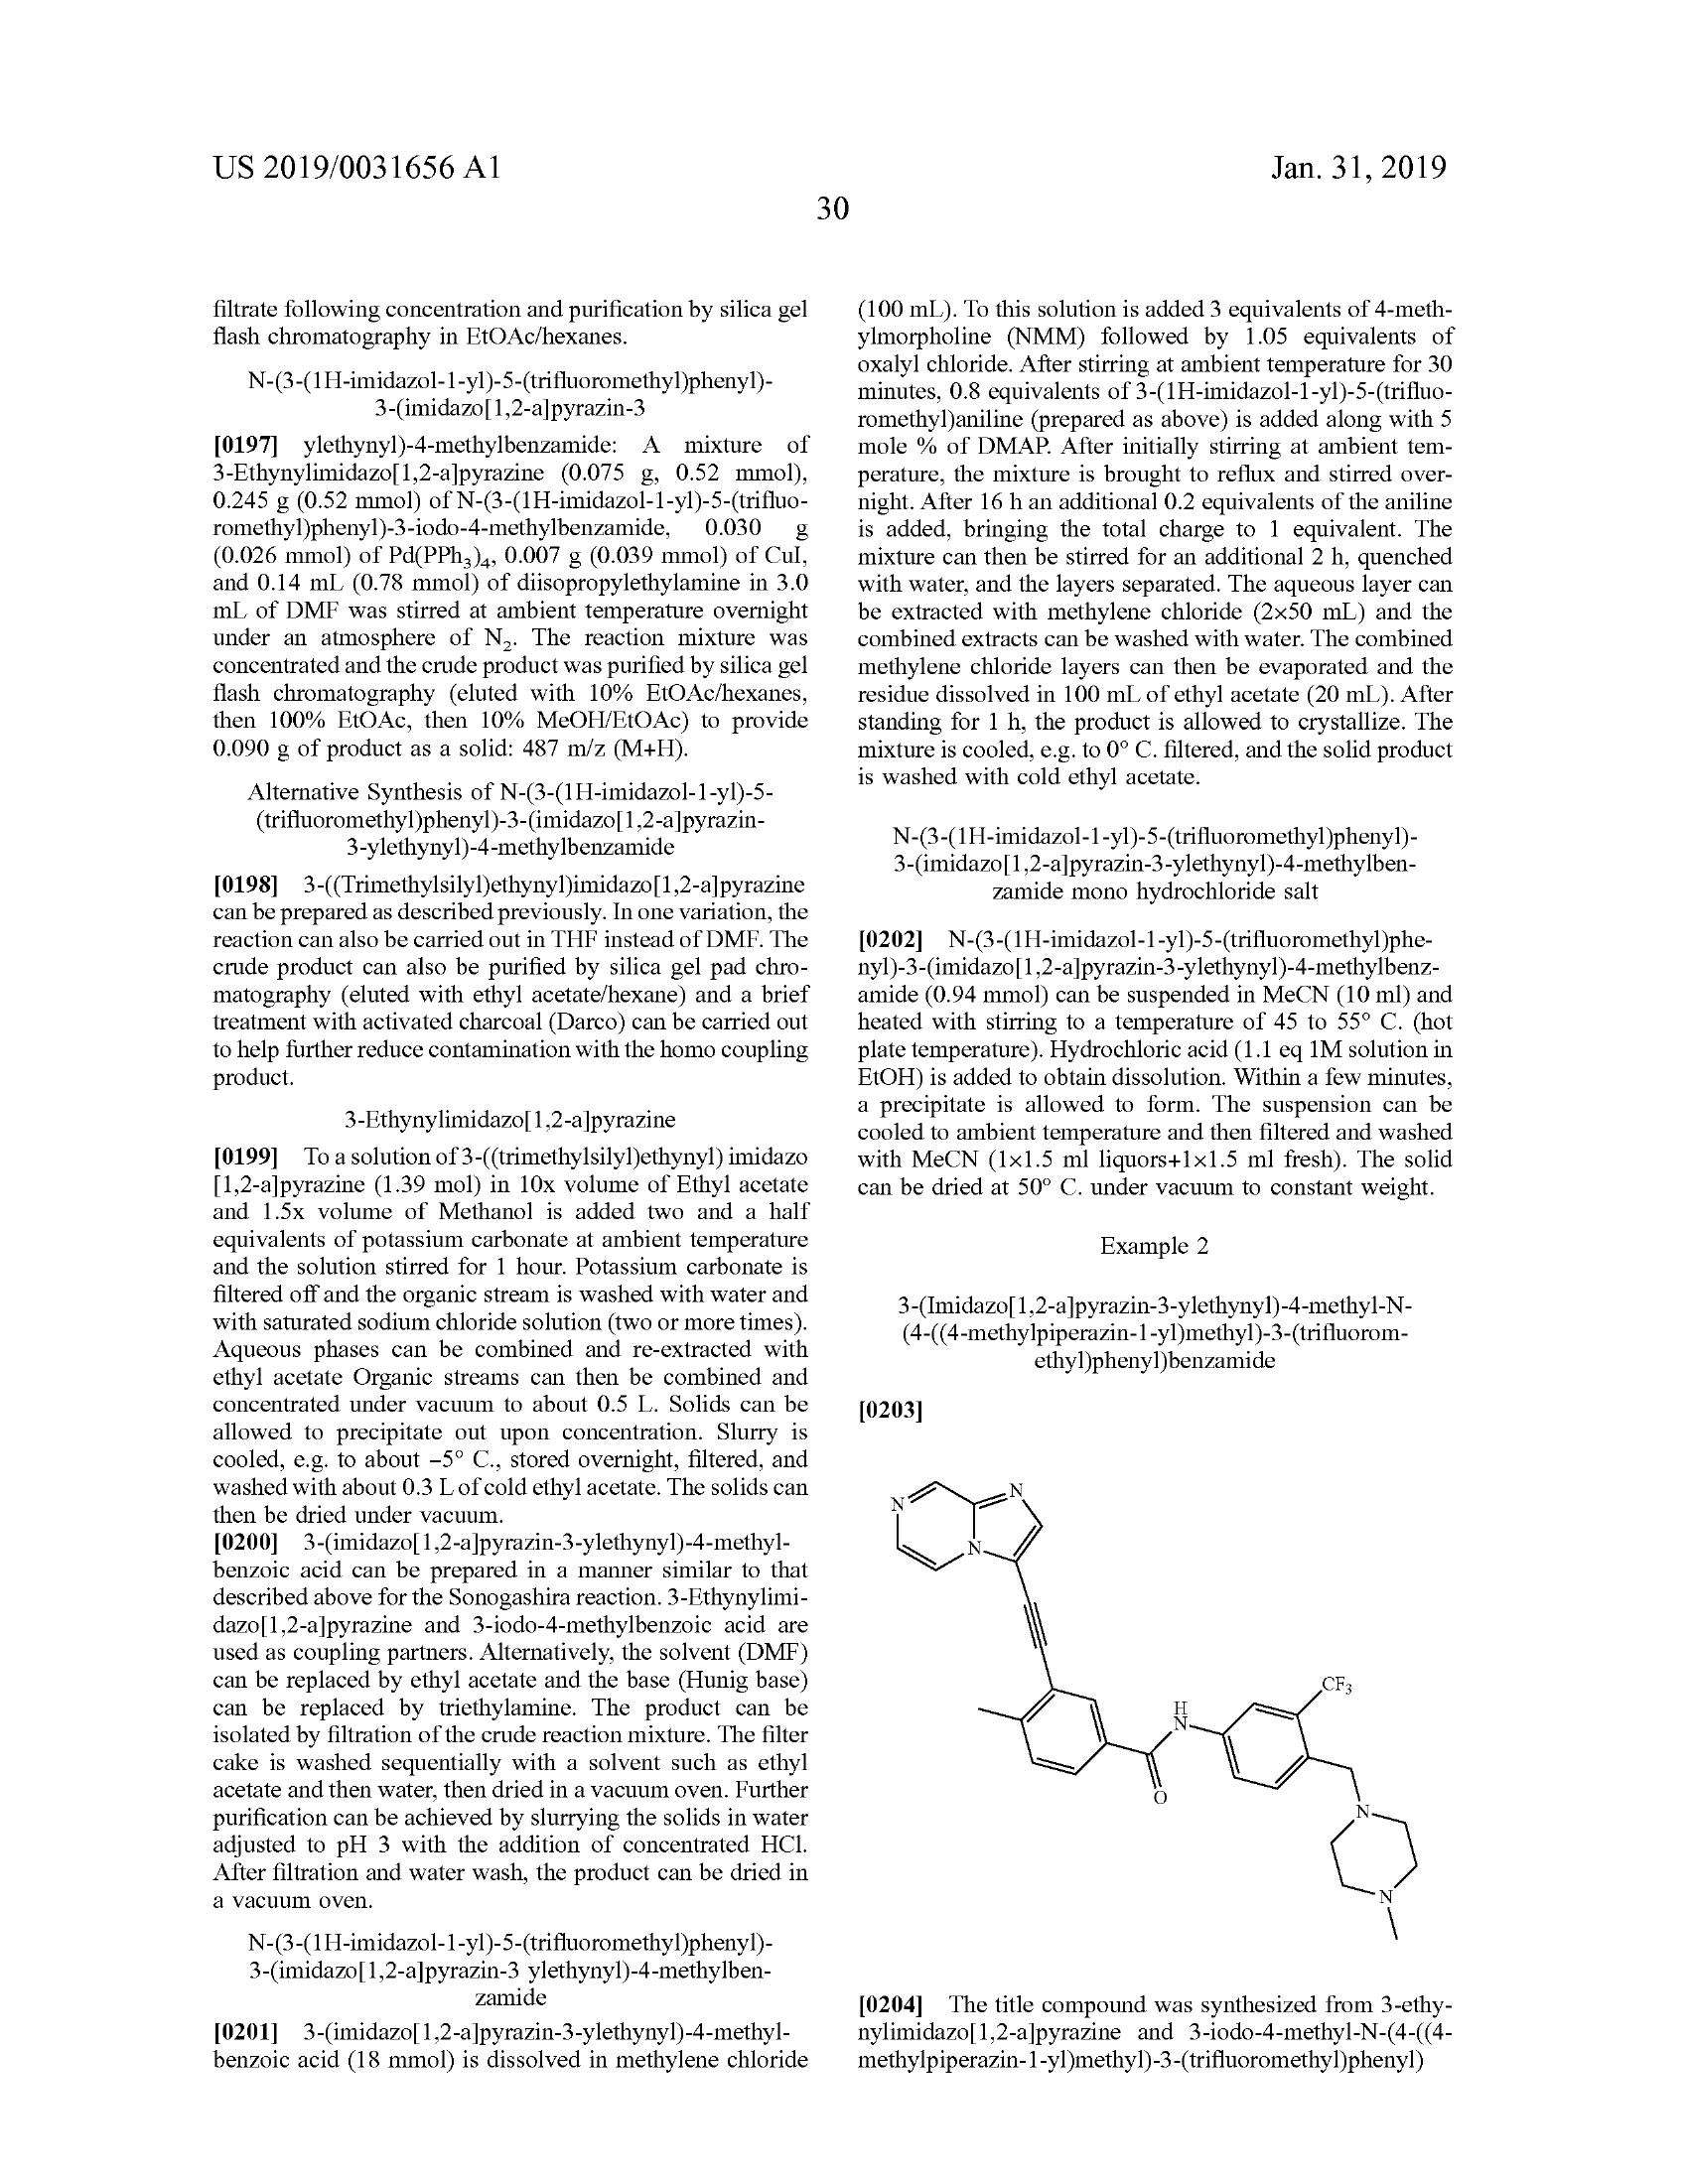 US 2019/0031656 A1
Jan. 31, 2019
30
filtrate following concentration and purification by silica gel
flash chromatography in EtOAc/hexanes.
N-(3-(1H-imidazol-1-yl)-5-(trifluoromethyl)phenyl)-
3-(imidazo[1,2-a]pyrazin-3
[0197] ylethynyl)-4-methylbenzamide: A mixture of
3-Ethynylimidazo[1,2-a]pyrazine (0.075 g, 0.52 mmol),
0.245 g (0.52 mmol) of N-(3-(1H-imidazol-1-yl)-5-(trifluo-
romethyl)phenyl)-3-iodo-4-methylbenzamide, 0.030 g
(0.026 mmol) of Pd(PPh₃)₄, 0.007 g (0.039 mmol) of CuI,
and 0.14 mL (0.78 mmol) of diisopropylethylamine in 3.0
mL of DMF was stirred at ambient temperature overnight
under an atmosphere of N₂. The reaction mixture was
concentrated and the crude product was purified by silica gel
flash chromatography (eluted with 10% EtOAc/hexanes,
then 100% EtOAc, then 10% MeOH/EtOAc) to provide
0.090 g of product as a solid: 487 m/z (M+H).
Alternative Synthesis of N-(3-(1H-imidazol-1-yl)-5-
(trifluoromethyl)phenyl)-3-(imidazo[1,2-a]pyrazin-
3-ylethynyl)-4-methylbenzamide
[0198] 3-((Trimethylsilyl)ethynyl)imidazo[1,2-a]pyrazine
can be prepared as described previously. In one variation, the
reaction can also be carried out in THF instead of DMF. The
crude product can also be purified by silica gel pad chro-
matography (eluted with ethyl acetate/hexane) and a brief
treatment with activated charcoal (Darco) can be carried out
to help further reduce contamination with the homo coupling
product.
3-Ethynylimidazo[1,2-a]pyrazine
[0199] To a solution of 3-((trimethylsilyl)ethynyl) imidazo
[1,2-a]pyrazine (1.39 mol) in 10x volume of Ethyl acetate
and 1.5x volume of Methanol is added two and a half
equivalents of potassium carbonate at ambient temperature
and the solution stirred for 1 hour. Potassium carbonate is
filtered off and the organic stream is washed with water and
with saturated sodium chloride solution (two or more times).
Aqueous phases can be combined and re-extracted with
ethyl acetate Organic streams can then be combined and
concentrated under vacuum to about 0.5 L. Solids can be
allowed to precipitate out upon concentration. Slurry is
cooled, e.g. to about -5° C., stored overnight, filtered, and
washed with about 0.3 L of cold ethyl acetate. The solids can
then be dried under vacuum.
[0200] 3-(imidazo[1,2-a]pyrazin-3-ylethynyl)-4-methyl-
benzoic acid can be prepared in a manner similar to that
described above for the Sonogashira reaction. 3-Ethynylimi-
dazo[1,2-a]pyrazine and 3-iodo-4-methylbenzoic acid are
used as coupling partners. Alternatively, the solvent (DMF)
can be replaced by ethyl acetate and the base (Hunig base)
can be replaced by triethylamine. The product can be
isolated by filtration of the crude reaction mixture. The filter
cake is washed sequentially with a solvent such as ethyl
acetate and then water, then dried in a vacuum oven. Further
purification can be achieved by slurrying the solids in water
adjusted to pH 3 with the addition of concentrated HCl.
After filtration and water wash, the product can be dried in
a vacuum oven.
N-(3-(1H-imidazol-1-yl)-5-(trifluoromethyl)phenyl)-
3-(imidazo[1,2-a]pyrazin-3 ylethynyl)-4-methylben-
zamide
[0201] 3-(imidazo[1,2-a]pyrazin-3-ylethynyl)-4-methyl-
benzoic acid (18 mmol) is dissolved in methylene chloride
(100 mL). To this solution is added 3 equivalents of 4-meth-
ylmorpholine (NMM) followed by 1.05 equivalents of
oxalyl chloride. After stirring at ambient temperature for 30
minutes, 0.8 equivalents of 3-(1H-imidazol-1-yl)-5-(trifluo-
romethyl)aniline (prepared as above) is added along with 5
mole % of DMAP. After initially stirring at ambient tem-
perature, the mixture is brought to reflux and stirred over-
night. After 16 h an additional 0.2 equivalents of the aniline
is added, bringing the total charge to 1 equivalent. The
mixture can then be stirred for an additional 2 h, quenched
with water, and the layers separated. The aqueous layer can
be extracted with methylene chloride (2x50 mL) and the
combined extracts can be washed with water. The combined
methylene chloride layers can then be evaporated and the
residue dissolved in 100 mL of ethyl acetate (20 mL). After
standing for 1 h, the product is allowed to crystallize. The
mixture is cooled, e.g. to 0° C. filtered, and the solid product
is washed with cold ethyl acetate.
N-(3-(1H-imidazol-1-yl)-5-(trifluoromethyl)phenyl)-
3-(imidazo[1,2-a]pyrazin-3-ylethynyl)-4-methylben-
zamide mono hydrochloride salt
[0202] N-(3-(1H-imidazol-1-yl)-5-(trifluoromethyl)phe-
nyl)-3-(imidazo[1,2-a]pyrazin-3-ylethynyl)-4-methylbenz-
amide (0.94 mmol) can be suspended in MeCN (10 ml) and
heated with stirring to a temperature of 45 to 55° C. (hot
plate temperature). Hydrochloric acid (1.1 eq 1M solution in
EtOH) is added to obtain dissolution. Within a few minutes,
a precipitate is allowed to form. The suspension can be
cooled to ambient temperature and then filtered and washed
with MeCN (1x1.5 ml liquors+1x1.5 ml fresh). The solid
can be dried at 50° C. under vacuum to constant weight.
Example 2
3-(Imidazo[1,2-a]pyrazin-3-ylethynyl)-4-methyl-N-
(4-((4-methylpiperazin-1-yl)methyl)-3-(trifluorom-
ethyl)phenyl)benzamide
[0203]
N
N
N
CF₃
H
N
O
N
N
[0204] The title compound was synthesized from 3-ethy-
nylimidazo[1,2-a]pyrazine and 3-iodo-4-methyl-N-(4-((4-
methylpiperazin-1-yl)methyl)-3-(trifluoromethyl)phenyl)